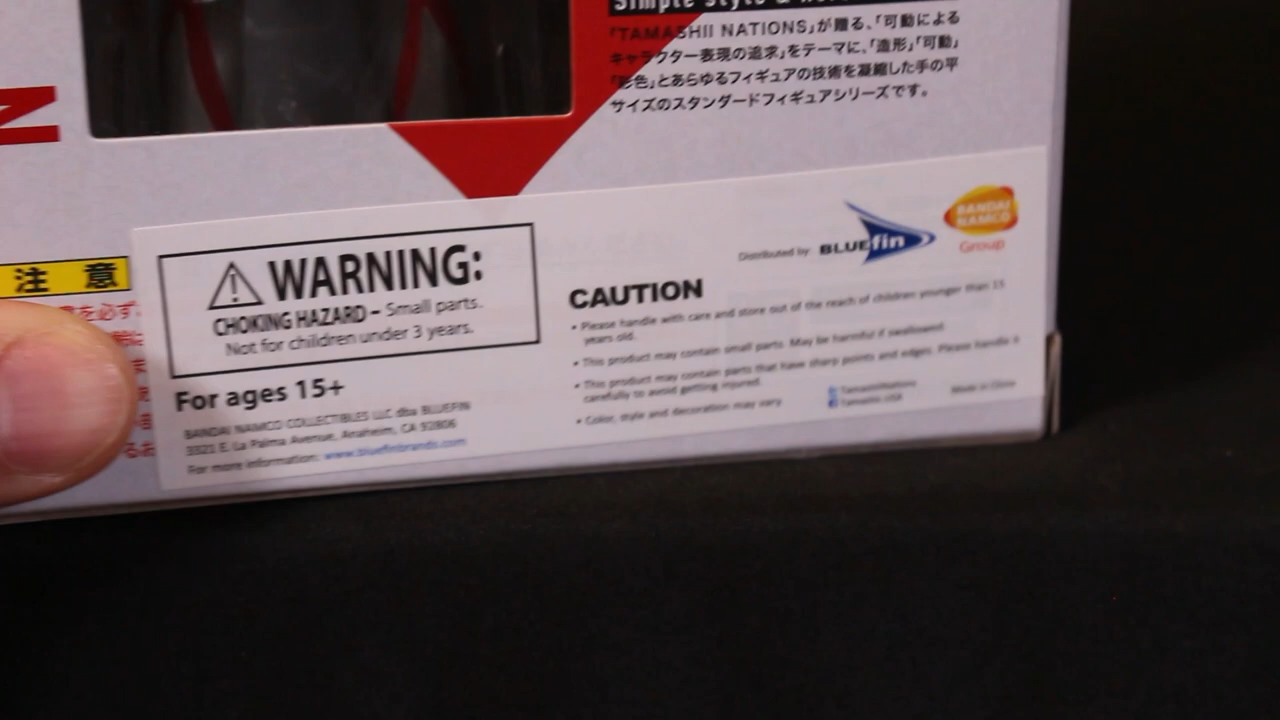 Simple style &
「TAMASHII NATIONS」が贈る、「可動による
キャラクター表現の追求」をテーマに、「造形」「可動」
「彩色」とあらゆるフィギュアの技術を凝縮した手の平
サイズのスタンダードフィギュアシリーズです。
N
注意
を必ず
WARNING:
CHOKING HAZARD – Small parts.
Not for children under 3 years.
For ages 15+
BANDAI NAMCO COLLECTIBLES LLC dba BLUEFIN
3321 E. La Palma Avenue, Anaheim, CA 92806
For more information: www.bluefinbrands.com
Distributed by:
BLUEfin
BANDAI
NAMCO
Group
CAUTION
• Please handle with care and store out of the reach of children younger than 15
years old.
• This product may contain small parts. May be harmful if swallowed.
• This product may contain parts that have sharp points and edges. Please handle it
carefully to avoid getting injured.
• Color, style and decoration may vary.
TamashiiNations
Tamashii.USA
Made in China